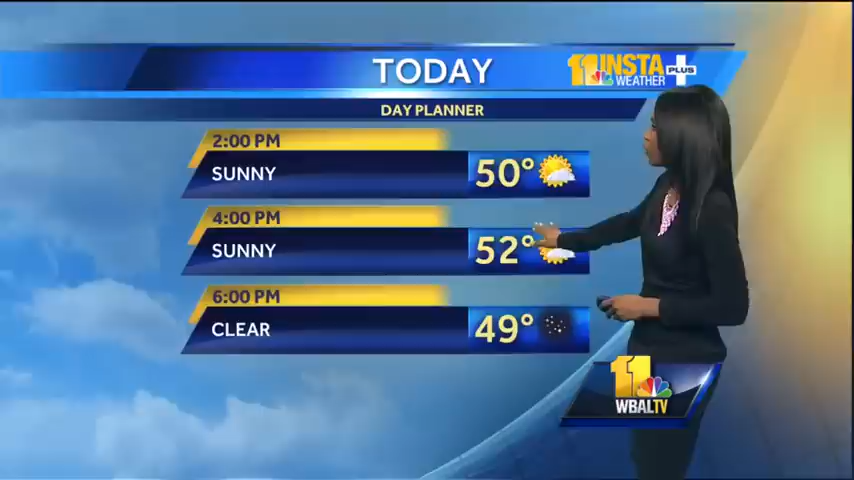 TODAY
11 INSTA PLUS
WEATHER
DAY PLANNER
2:00 PM
SUNNY 50°
4:00 PM
SUNNY 52°
6:00 PM
CLEAR 49°
11
WBALTV